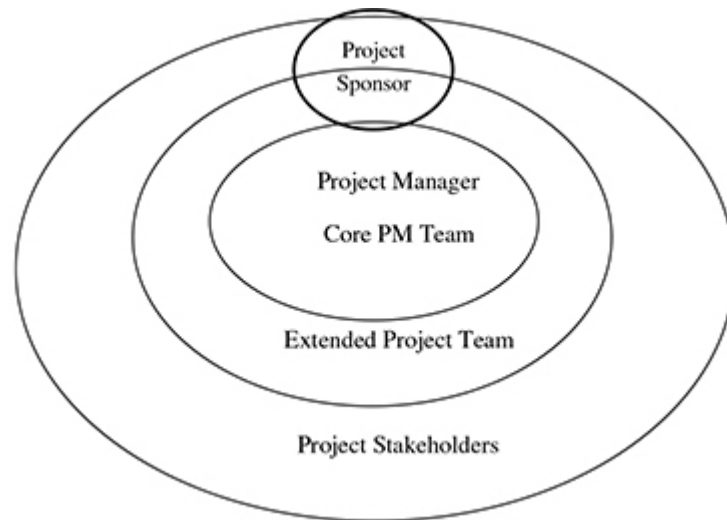 Project
Sponsor
Project Manager
Core PM Team
Extended Project Team
Project Stakeholders